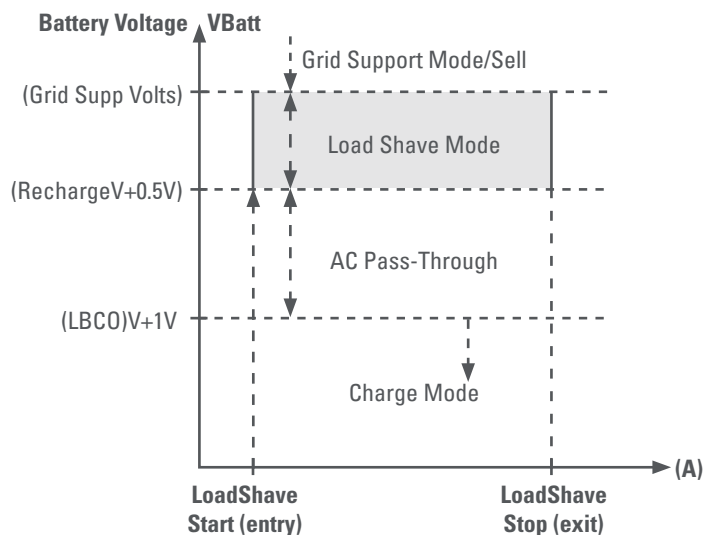 Battery Voltage VBatt
Grid Support Mode/Sell
(Grid Supp Volts)
Load Shave Mode
(RechargeV+0.5V)
AC Pass-Through
(LBCO)V+1V
Charge Mode
(A)
LoadShave
Start (entry)
LoadShave
Stop (exit)